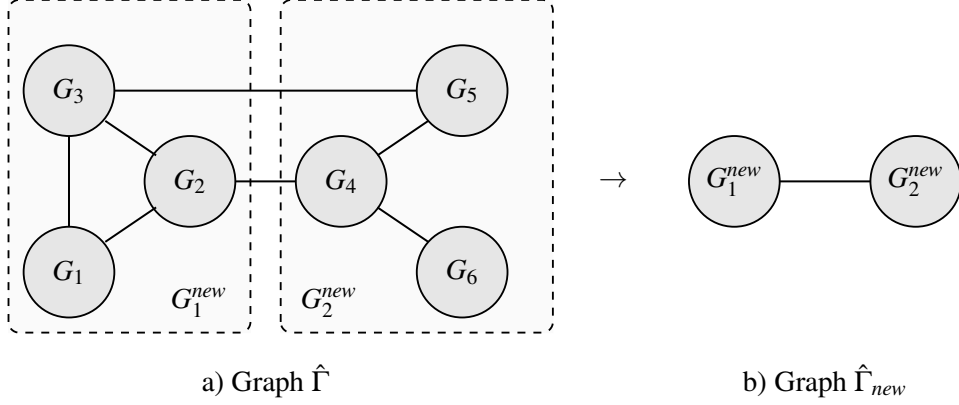 G₃
G₅
G₂
G₄
→
G₁ⁿᵉʷ
G₂ⁿᵉʷ
G₁
G₆
G₁ⁿᵉʷ
G₂ⁿᵉʷ
a) Graph Γ̂
b) Graph Γ̂ₙₑw